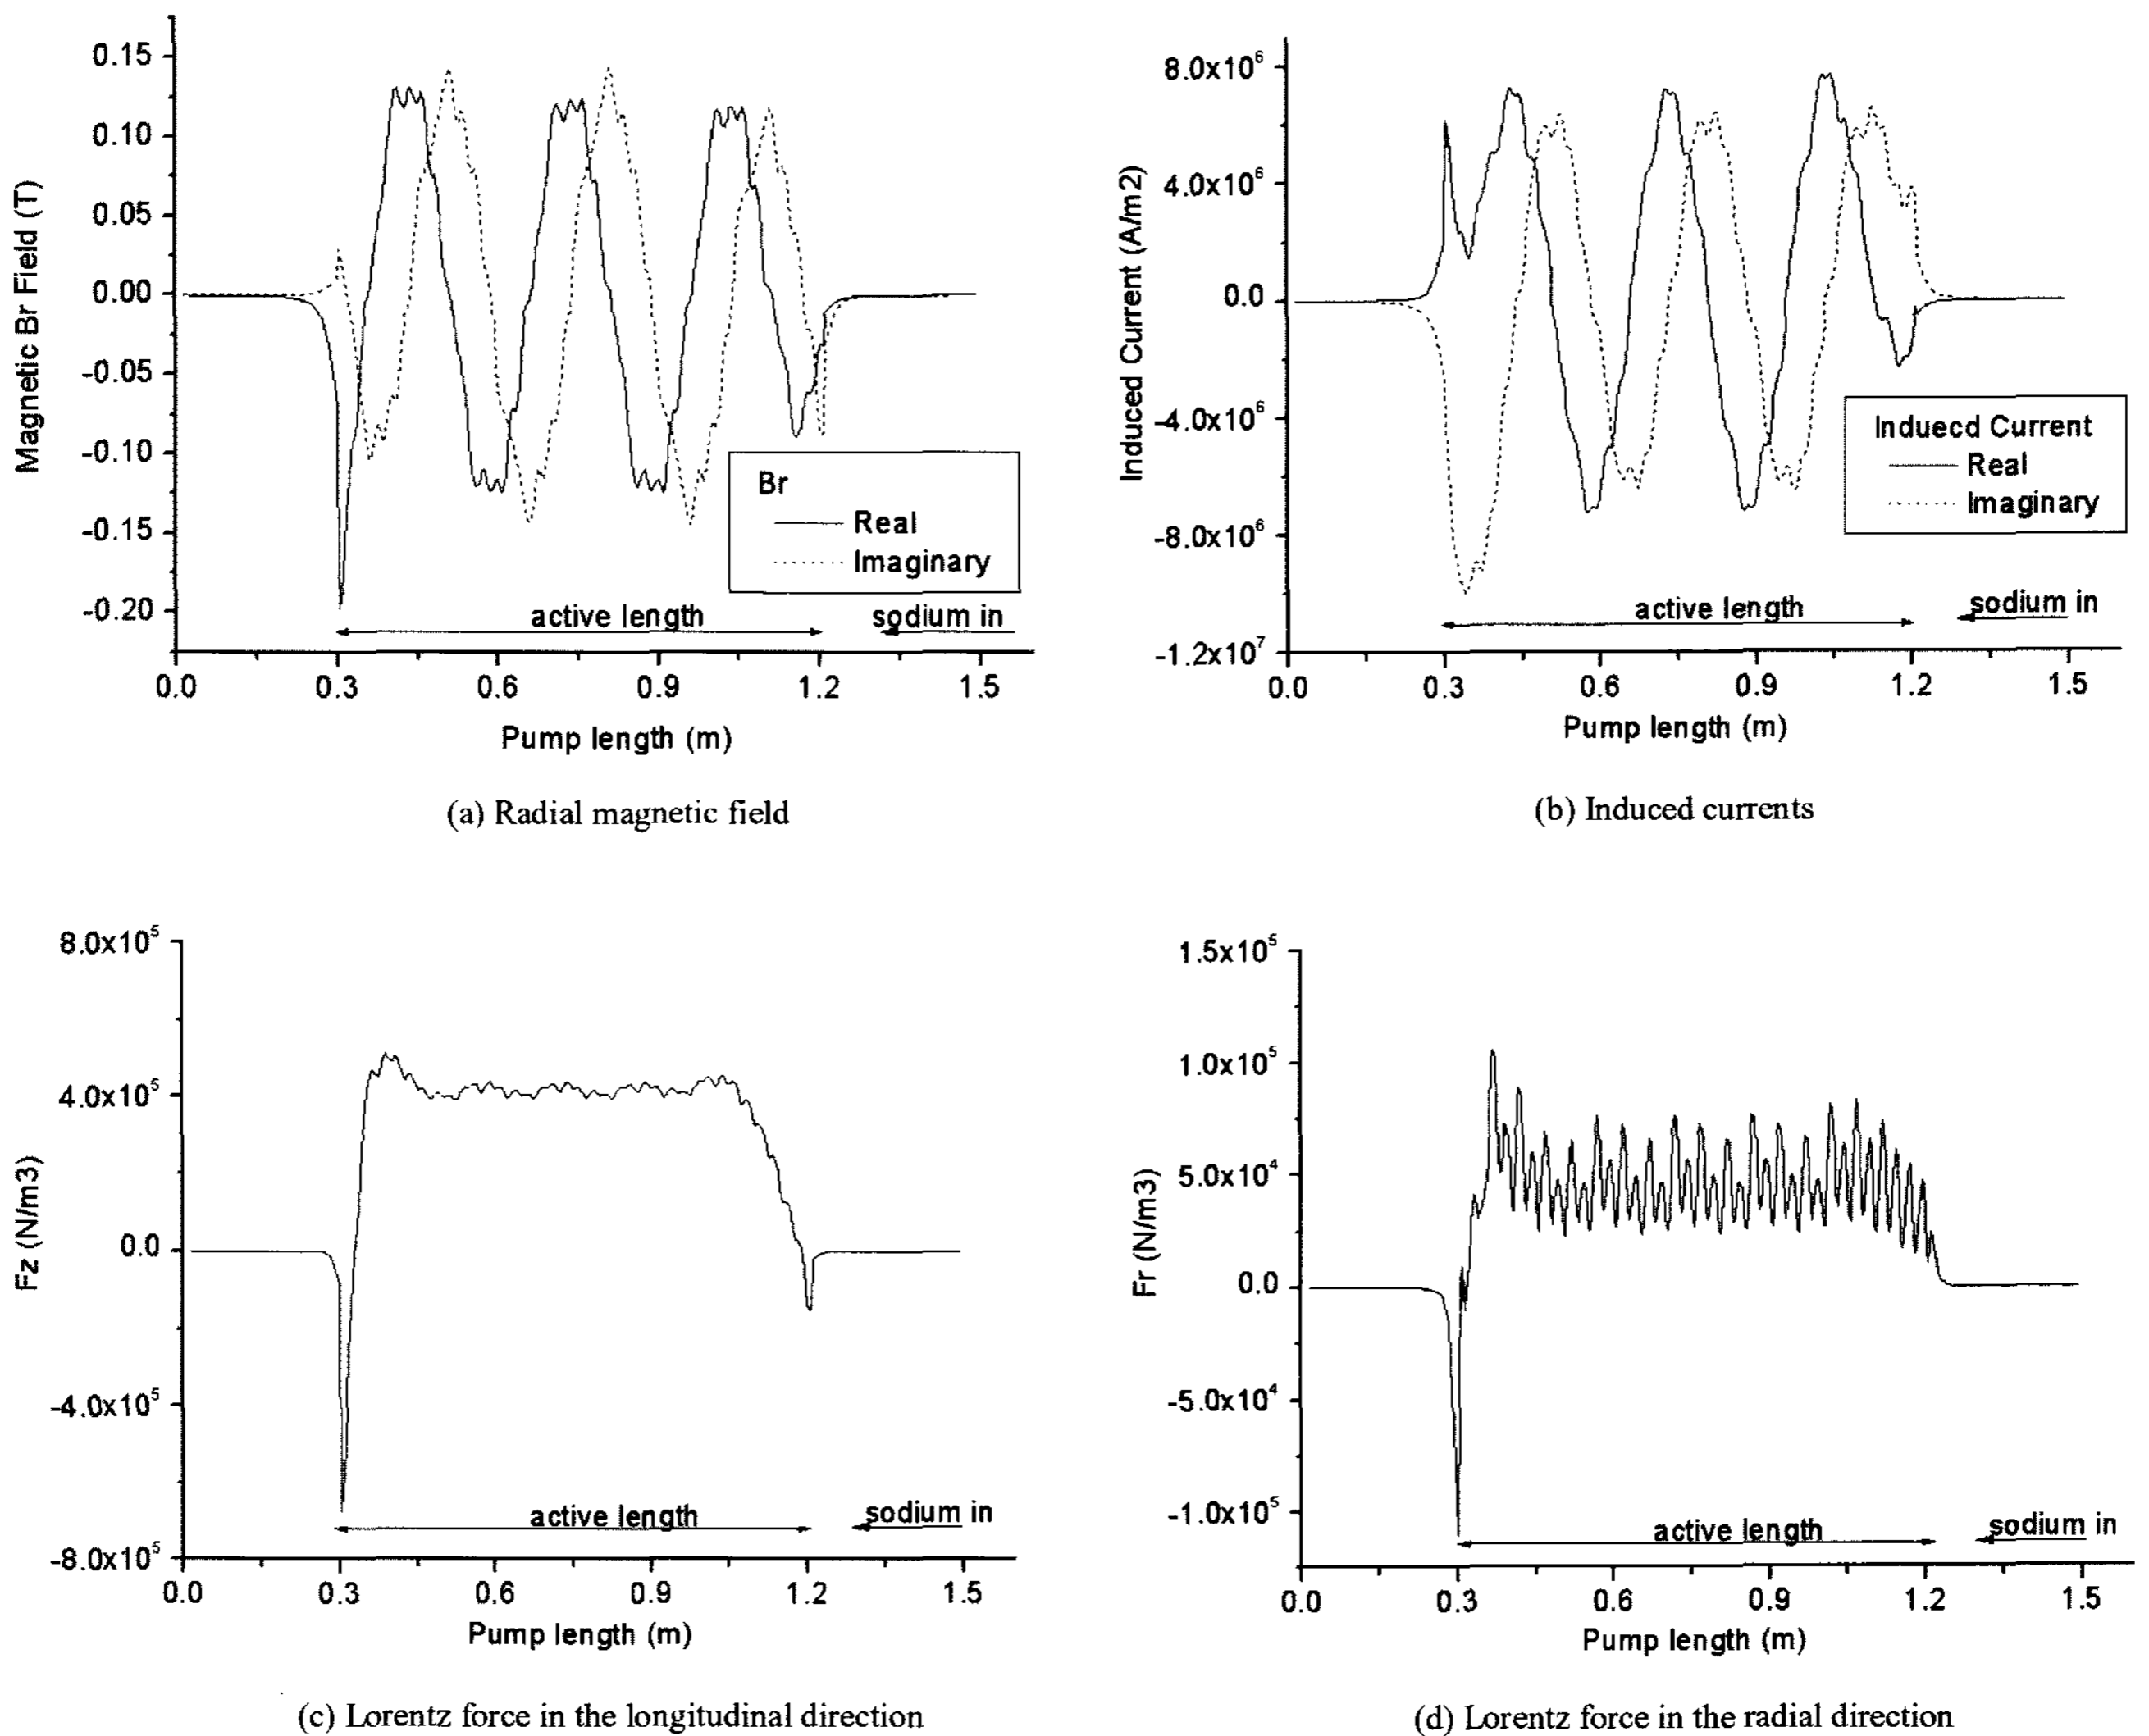 0.15
0.10
0.05
0.00
-0.05
-0.10
-0.15
-0.20
Magnetic Br Field (T)
Br
Real
Imaginary
active length
sodium in
0.0 0.3 0.6 0.9 1.2 1.5
Pump length (m)
(a) Radial magnetic field
8.0x10⁶
4.0x10⁶
0.0
-4.0x10⁶
-8.0x10⁶
-1.2x10⁷
Induced Current (A/m2)
Induecd Current
Real
Imaginary
active length
sodium in
0.0 0.3 0.6 0.9 1.2 1.5
Pump length (m)
(b) Induced currents
8.0x10⁵
4.0x10⁵
0.0
-4.0x10⁵
-8.0x10⁵
Fz (N/m3)
active length
sodium in
0.0 0.3 0.6 0.9 1.2 1.5
Pump length (m)
(c) Lorentz force in the longitudinal direction
1.5x10⁵
1.0x10⁵
5.0x10⁴
0.0
-5.0x10⁴
-1.0x10⁵
Fr (N/m3)
active length
sodium in
0.0 0.3 0.6 0.9 1.2 1.5
Pump length (m)
(d) Lorentz force in the radial direction